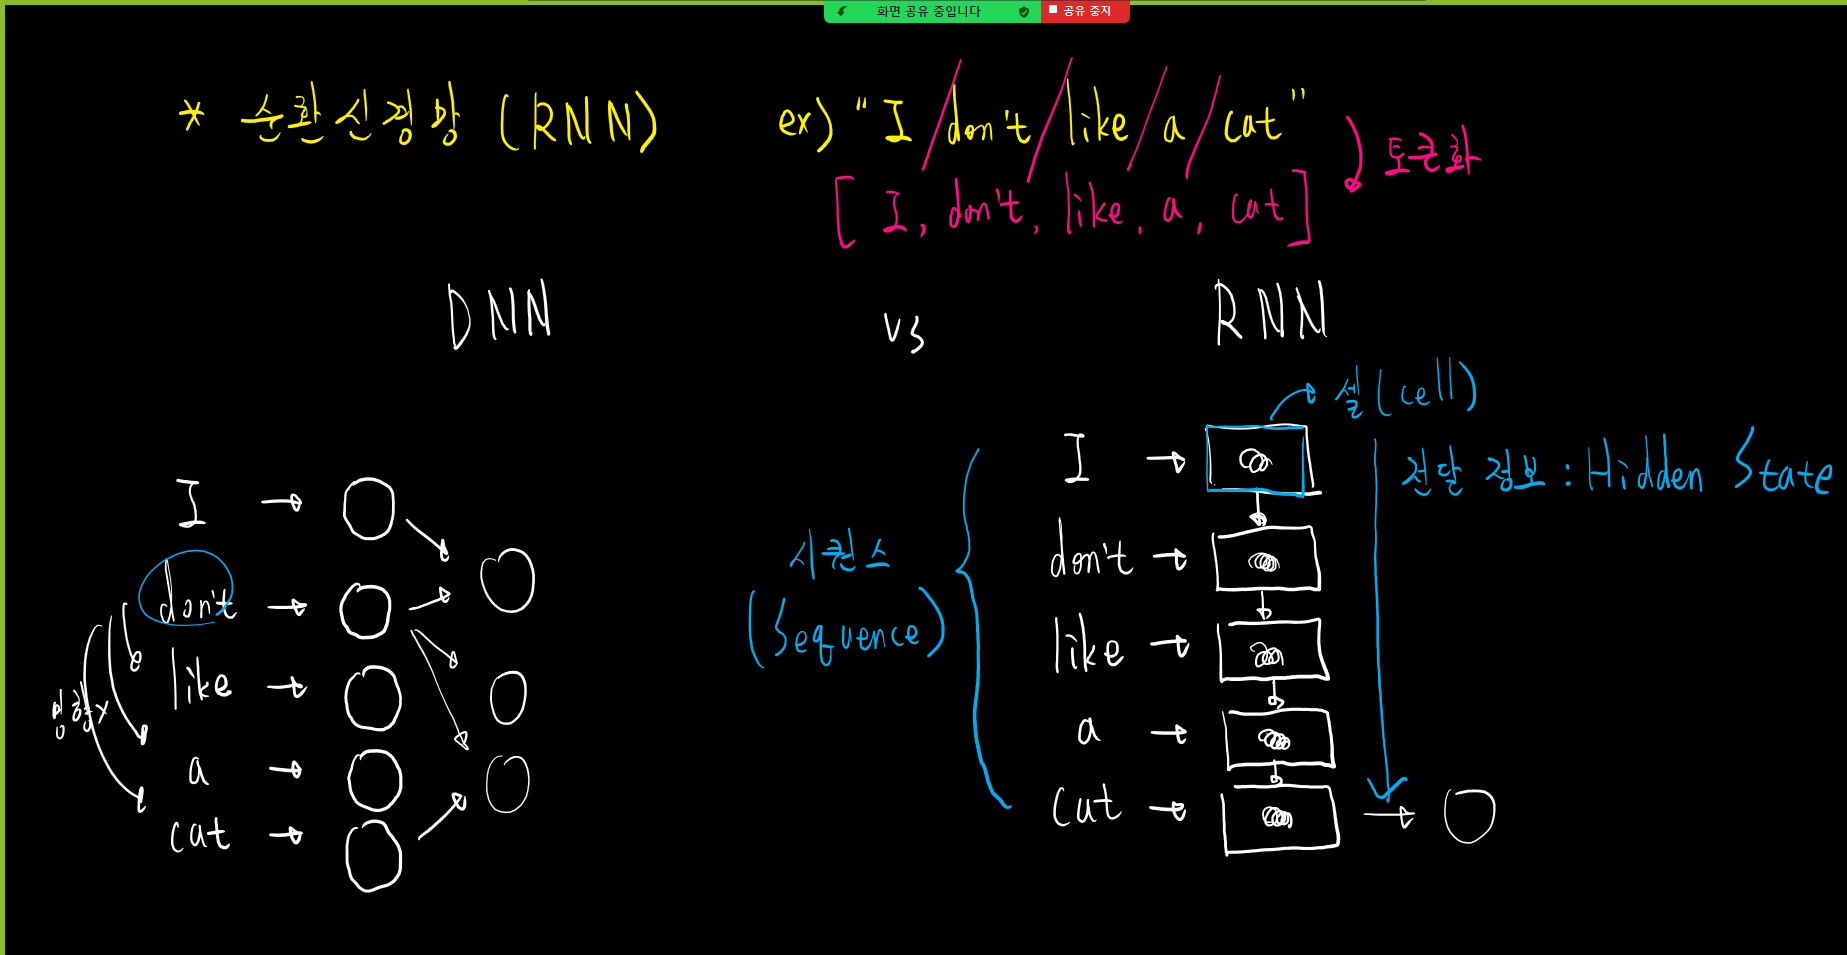 화면 공유 중입니다 공유 중지
* 순환신경망 (RNN)
ex) "I / don't / like / a / cat"
토큰화
[ I, don't, like, a, cat ]
DNN
vs
RNN
I
don't
like
a
cat
영향X
시퀀스
(Sequence)
I
don't
like
a
cat
셀(cell)
전달 정보 : Hidden State